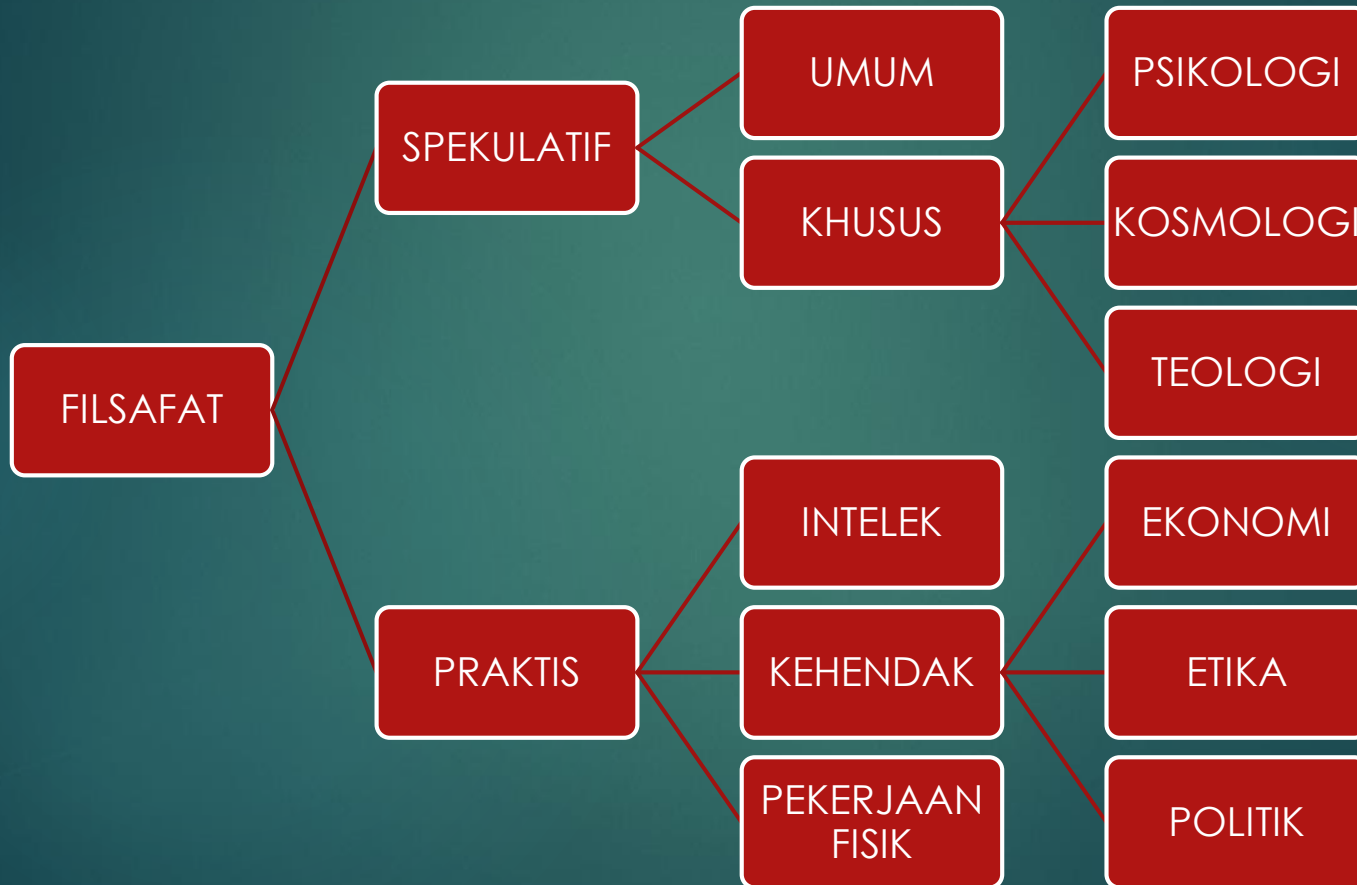 FILSAFAT
SPEKULATIF
UMUM
KHUSUS
PSIKOLOGI
KOSMOLOGI
TEOLOGI
PRAKTIS
INTELEK
KEHENDAK
PEKERJAAN
FISIK
EKONOMI
ETIKA
POLITIK